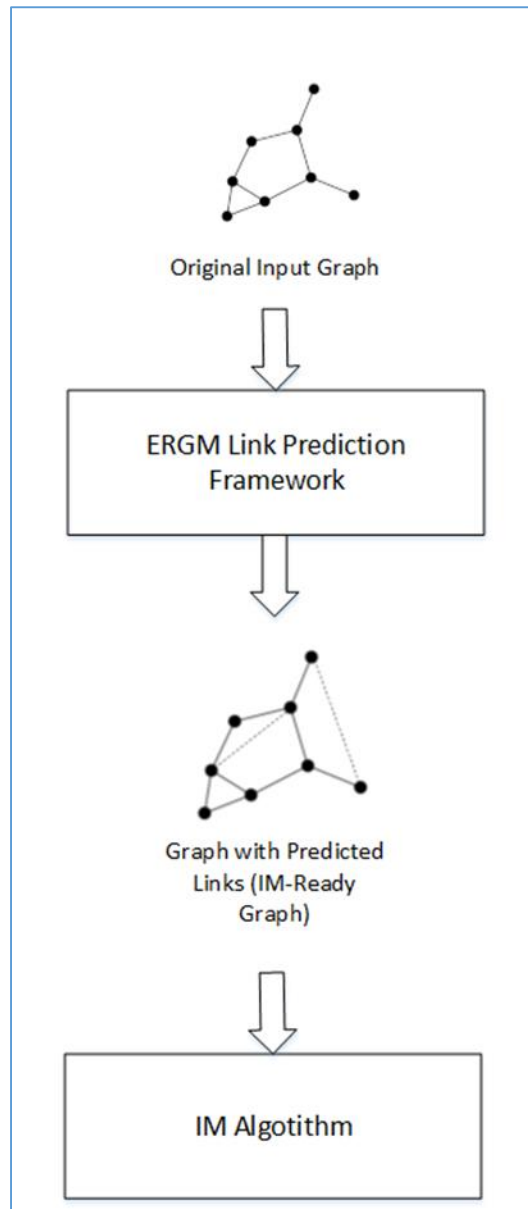 Original Input Graph
ERGM Link Prediction
Framework
Graph with Predicted
Links (IM-Ready
Graph)
IM Algotithm